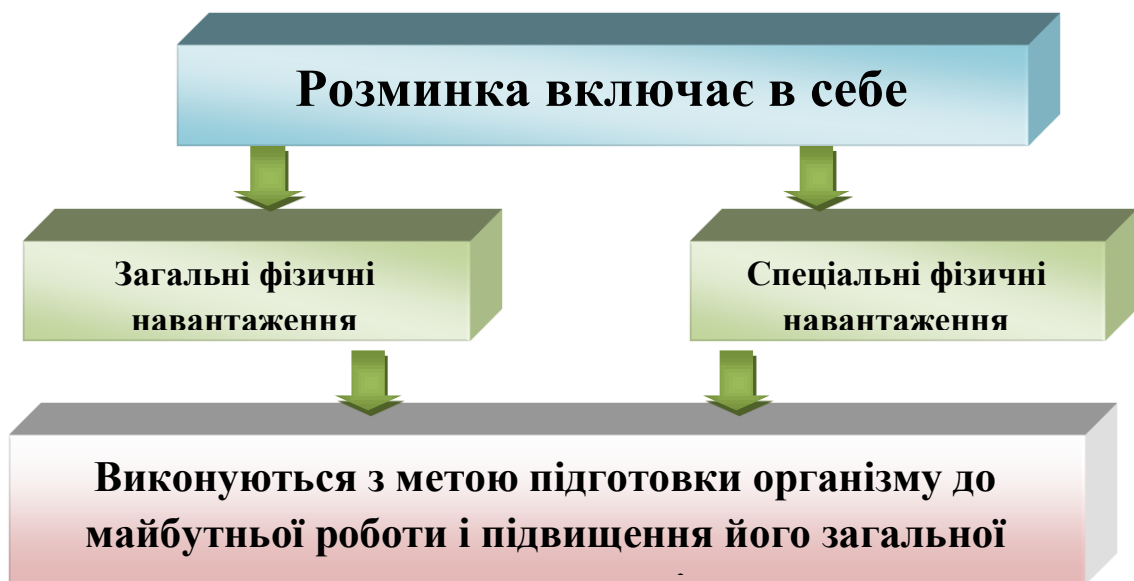 Розминка включає в себе
Загальні фізичні
навантаження
Спеціальні фізичні
навантаження
Виконуються з метою підготовки організму до
майбутньої роботи і підвищення його загальної